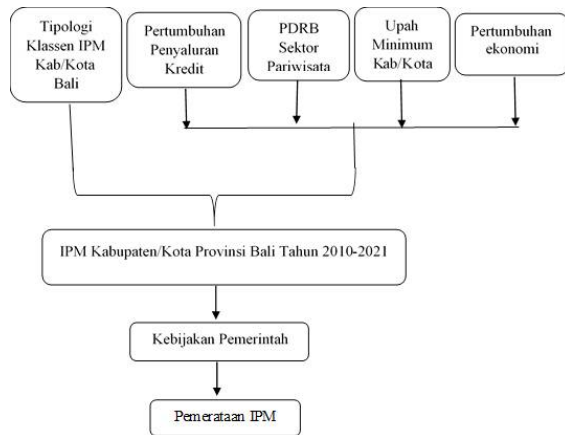 Tipologi
Klassen IPM
Kab/Kota
Bali
Pertumbuhan
Penyaluran
Kredit
PDRB
Sektor
Pariwisata
Upah
Minimum
Kab/Kota
Pertumbuhan
ekonomi
IPM Kabupaten/Kota Provinsi Bali Tahun 2010-2021
Kebijakan Pemerintah
Pemerataan IPM